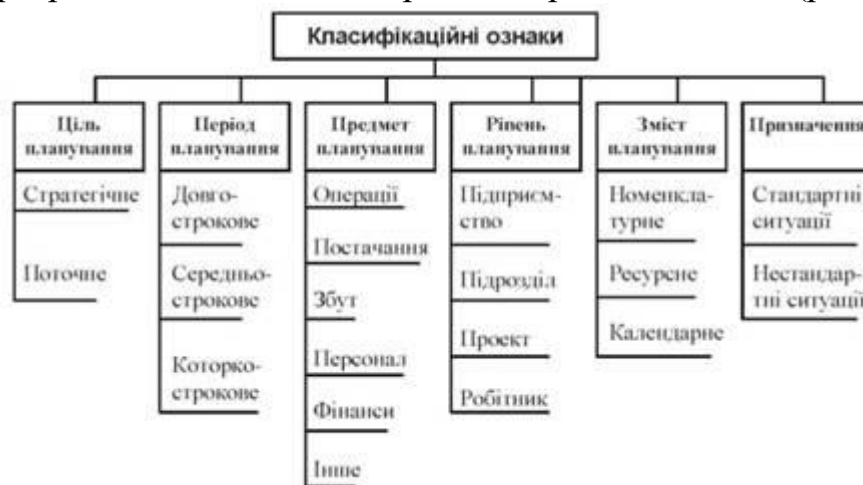 Класифікаційні ознаки
Ціль
планування
Стратегічне
Поточне
Період
планування
Довго-
строкове
Середньо-
строкове
Которко-
строкове
Предмет
планування
Операції
Постачання
Збут
Персонал
Фінанси
Інше
Рівень
планування
Підприєм-
ство
Підрозділ
Проект
Робітник
Зміст
планування
Номенкла-
турне
Ресурсне
Календарне
Призначення
Стандартні
ситуації
Нестандар-
тні ситуації